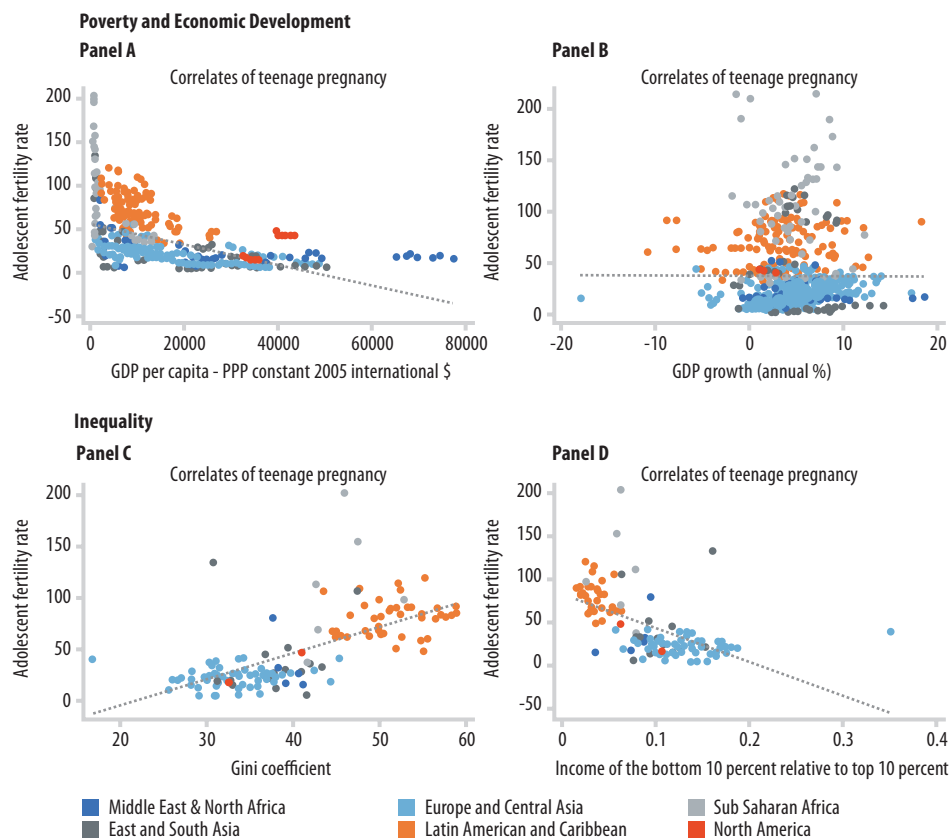 Poverty and Economic Development
Panel A
Correlates of teenage pregnancy
Adolescent fertility rate
200
150
100
50
0
-50
0 20000 40000 60000 80000
GDP per capita - PPP constant 2005 international $
Panel B
Correlates of teenage pregnancy
Adolescent fertility rate
200
150
100
50
0
-20 -10 0 10 20
GDP growth (annual %)
Inequality
Panel C
Correlates of teenage pregnancy
Adolescent fertility rate
200
150
100
50
0
20 30 40 50 60
Gini coefficient
Panel D
Correlates of teenage pregnancy
Adolescent fertility rate
200
150
100
50
0
-50
0 0.1 0.2 0.3 0.4
Income of the bottom 10 percent relative to top 10 percent
Middle East & North Africa
Europe and Central Asia
Sub Saharan Africa
East and South Asia
Latin American and Caribbean
North America